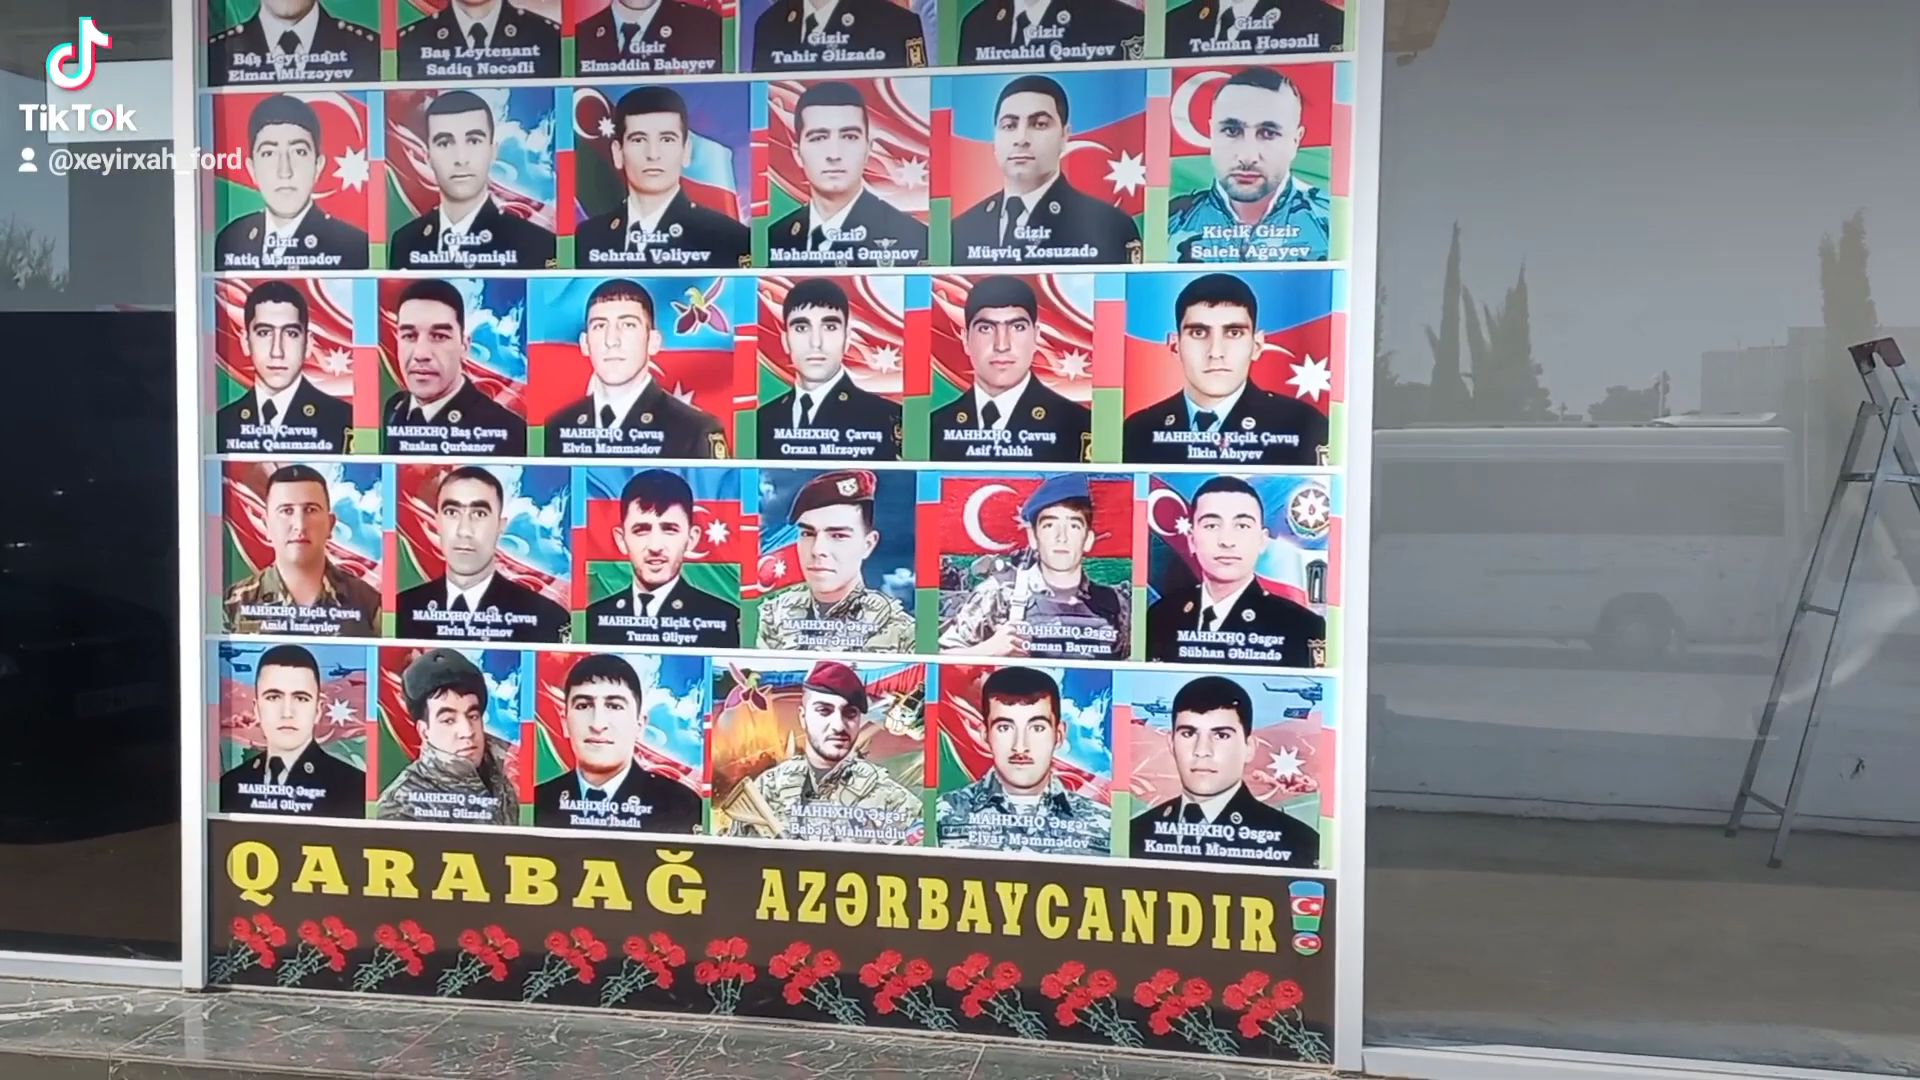 TikTok
@xeyirxah_ford
Baş Leytenant
Elmar Mirzəyev
Baş Leytenant
Sadiq Nəcəfli
Gizir
Elməddin Babayev
Gizir
Tahir Əlizadə
Gizir
Mircahid Qəniyev
Gizir
Telman Həsənli
Gizir
Natiq Məmmədov
Gizir
Sahil Məmişli
Gizir
Sehran Vəliyev
Gizir
Məhəmməd Əmənov
Gizir
Müşviq Xosuzadə
Kiçik Gizir
Saleh Ağayev
Kiçik Çavuş
Nicat Qasımzadə
MAHHXHQ Baş Çavuş
Ruslan Qurbanov
MAHHXHQ Çavuş
Elvin Məmmədov
MAHHXHQ Çavuş
Orxan Mirzəyev
MAHHXHQ Çavuş
Asif Talıblı
MAHHXHQ Kiçik Çavuş
İlkin Abıyev
MAHHXHQ Kiçik Çavuş
Amid İsmayılov
MAHHXHQ Kiçik Çavuş
Elvin Kərimov
MAHHXHQ Kiçik Çavuş
Turan Əliyev
MAHHXHQ Əsgər
Elnur Əzizli
MAHHXHQ Əsgər
Osman Bayram
MAHHXHQ Əsgər
Sübhan Əbilzadə
MAHHXHQ Əsgər
Amid Əliyev
MAHHXHQ Əsgər
Ruslan Əlizadə
MAHHXHQ Əsgər
Ruslan İbadlı
MAHHXHQ Əsgər
Babək Mahmudlu
MAHHXHQ Əsgər
Elyar Məmmədov
MAHHXHQ Əsgər
Kamran Məmmədov
QARABAĞ AZƏRBAYCANDIR